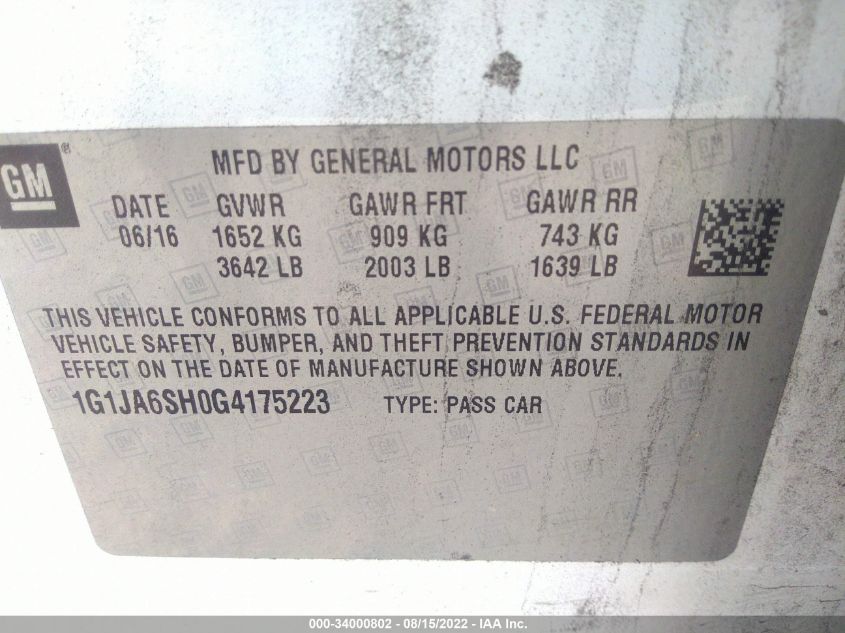 GM®
MFD BY GENERAL MOTORS LLC
DATE GVWR GAWR FRT GAWR RR
06/16 1652 KG 909 KG 743 KG
3642 LB 2003 LB 1639 LB
THIS VEHICLE CONFORMS TO ALL APPLICABLE U.S. FEDERAL MOTOR
VEHICLE SAFETY, BUMPER, AND THEFT PREVENTION STANDARDS IN
EFFECT ON THE DATE OF MANUFACTURE SHOWN ABOVE.
1G1JA6SH0G4175223 TYPE: PASS CAR
000-34000802 - 08/15/2022 - IAA Inc.